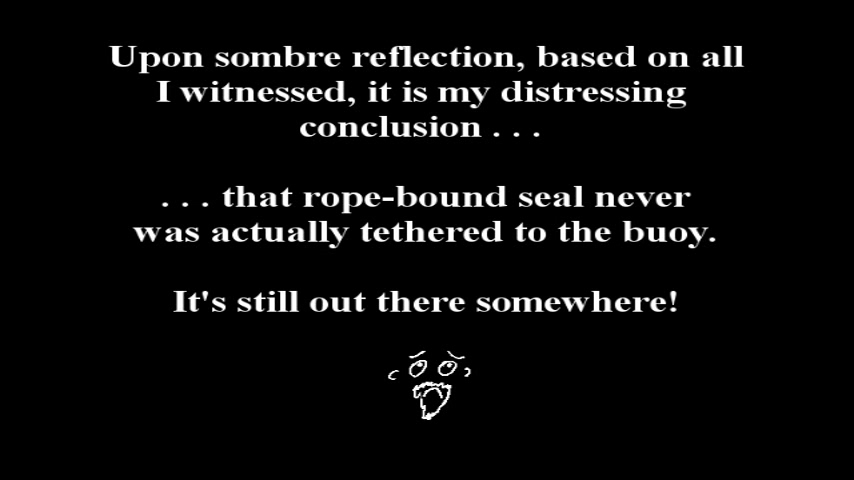 Upon sombre reflection, based on all
I witnessed, it is my distressing
conclusion . . .
. . . that rope-bound seal never
was actually tethered to the buoy.
It's still out there somewhere!